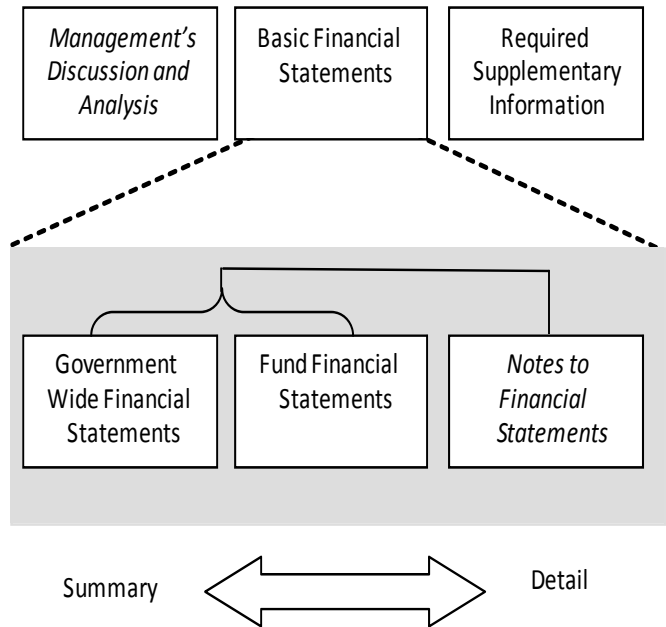 Management's
Discussion and
Analysis
Basic Financial
Statements
Required
Supplementary
Information
Government
Wide Financial
Statements
Fund Financial
Statements
Notes to
Financial
Statements
Summary
Detail